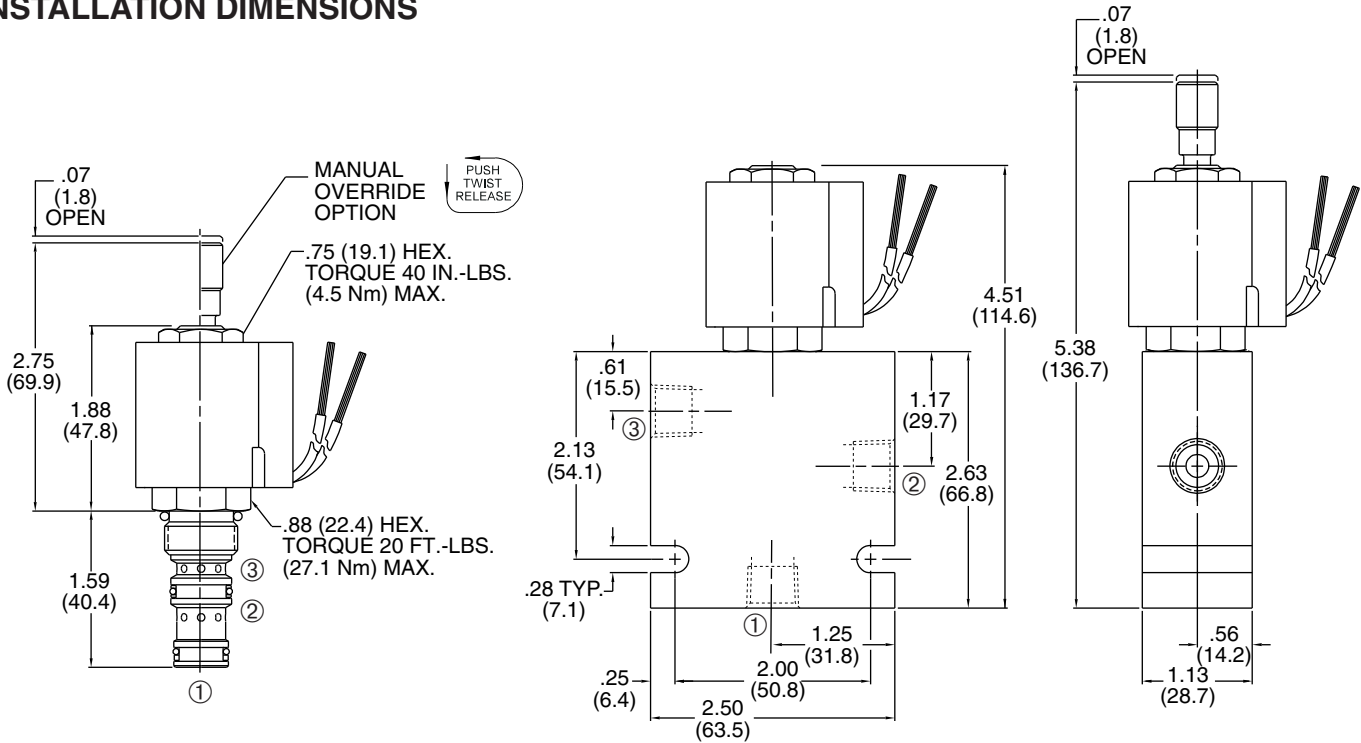 INSTALLATION DIMENSIONS
.07
(1.8)
OPEN
MANUAL
OVERRIDE
OPTION
PUSH
TWIST
RELEASE
.75 (19.1) HEX.
TORQUE 40 IN.-LBS.
(4.5 Nm) MAX.
2.75
(69.9)
1.88
(47.8)
.88 (22.4) HEX.
TORQUE 20 FT.-LBS.
(27.1 Nm) MAX.
1.59
(40.4)
③
②
①
4.51
(114.6)
.61
(15.5)
1.17
(29.7)
③
2.13
(54.1)
②
2.63
(66.8)
.28 TYP.
(7.1)
①
1.25
(31.8)
.25
(6.4)
2.00
(50.8)
2.50
(63.5)
.07
(1.8)
OPEN
5.38
(136.7)
.56
(14.2)
1.13
(28.7)